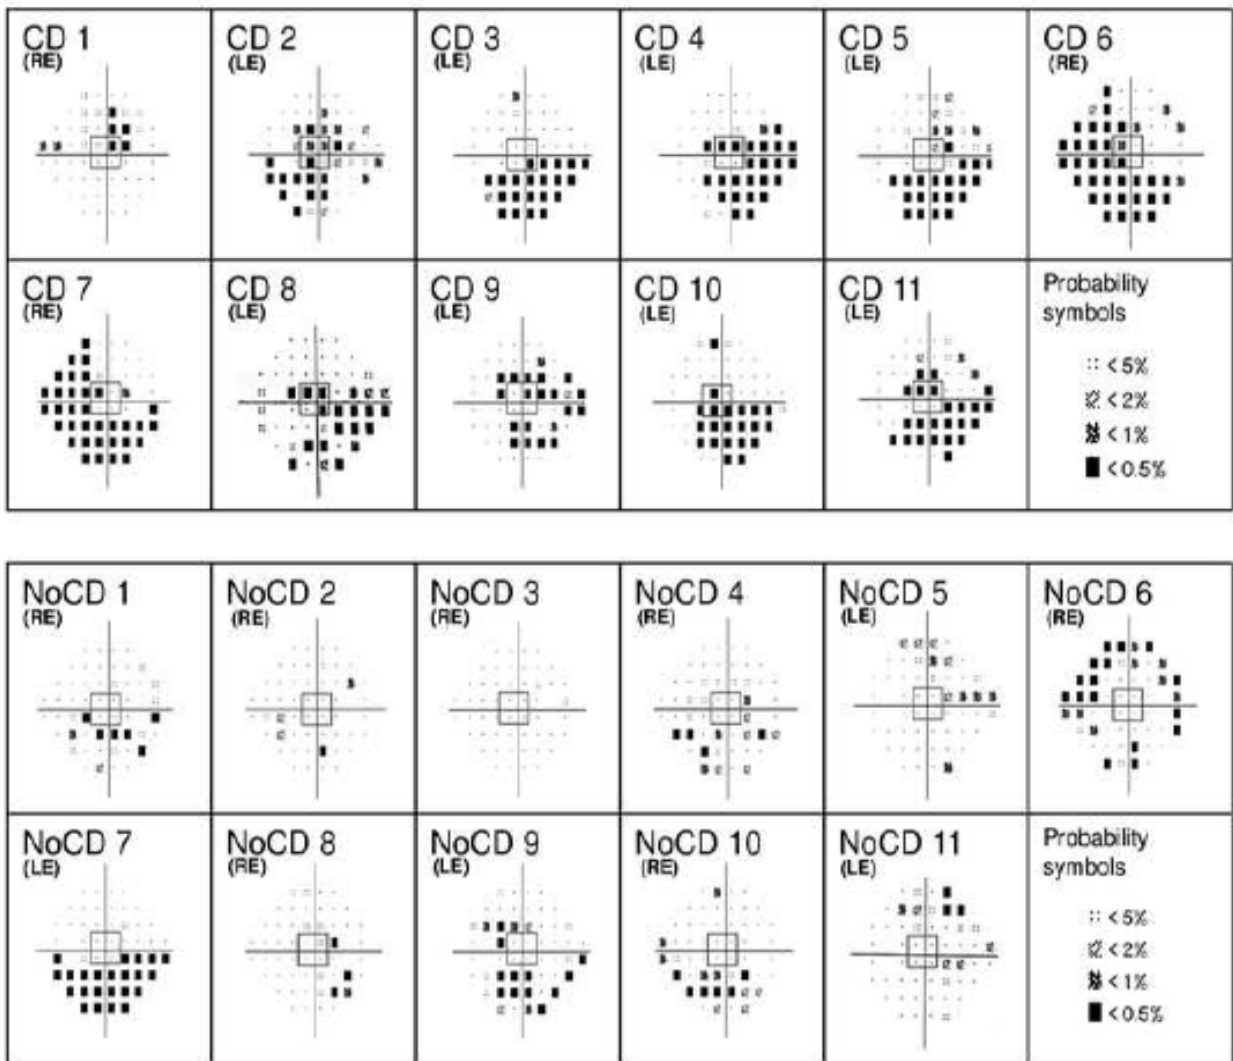 CD 1
(RE)
CD 2
(LE)
CD 3
(LE)
CD 4
(LE)
CD 5
(LE)
CD 6
(RE)
CD 7
(RE)
CD 8
(LE)
CD 9
(LE)
CD 10
(LE)
CD 11
(LE)
Probability
symbols
< 5%
< 2%
< 1%
< 0.5%
NoCD 1
(RE)
NoCD 2
(RE)
NoCD 3
(RE)
NoCD 4
(RE)
NoCD 5
(LE)
NoCD 6
(RE)
NoCD 7
(LE)
NoCD 8
(RE)
NoCD 9
(LE)
NoCD 10
(RE)
NoCD 11
(LE)
Probability
symbols
< 5%
< 2%
< 1%
< 0.5%